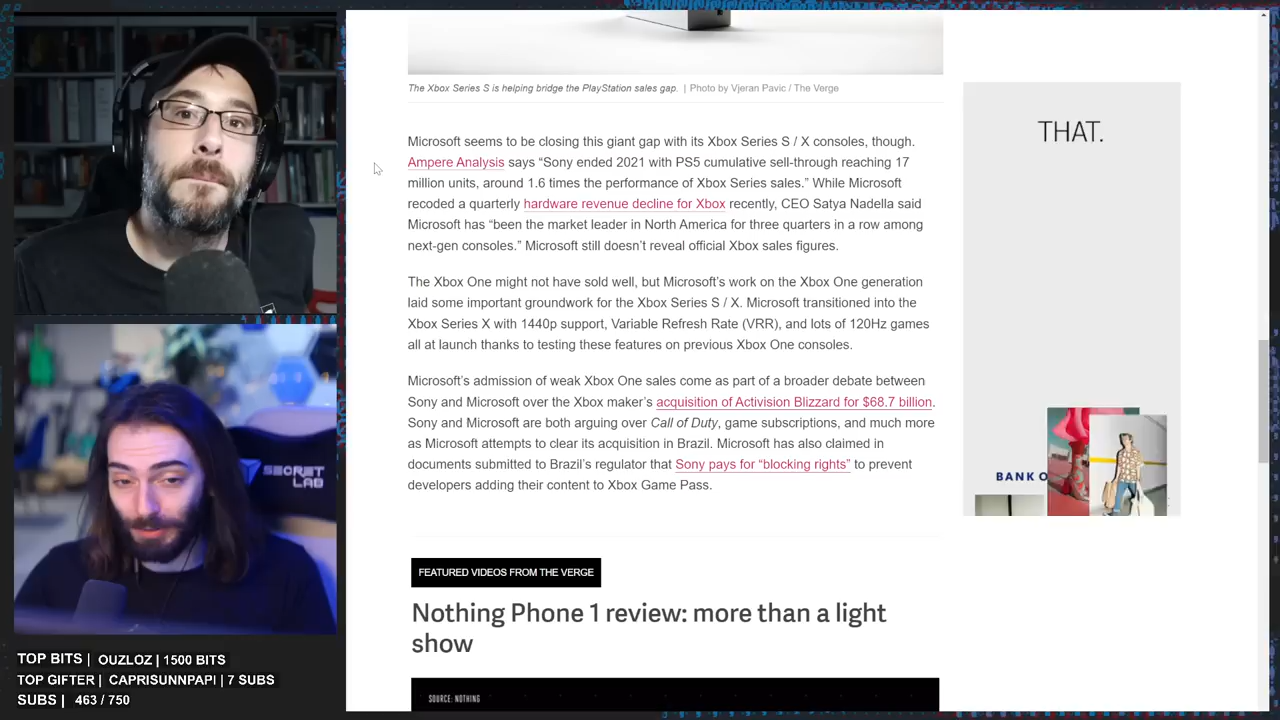 The Xbox Series S is helping bridge the PlayStation sales gap. | Photo by Vjeran Pavic / The Verge
Microsoft seems to be closing this giant gap with its Xbox Series S / X consoles, though.
Ampere Analysis says “Sony ended 2021 with PS5 cumulative sell-through reaching 17
million units, around 1.6 times the performance of Xbox Series sales.” While Microsoft
recoded a quarterly hardware revenue decline for Xbox recently, CEO Satya Nadella said
Microsoft has “been the market leader in North America for three quarters in a row among
next-gen consoles.” Microsoft still doesn’t reveal official Xbox sales figures.
The Xbox One might not have sold well, but Microsoft’s work on the Xbox One generation
laid some important groundwork for the Xbox Series S / X. Microsoft transitioned into the
Xbox Series X with 1440p support, Variable Refresh Rate (VRR), and lots of 120Hz games
all at launch thanks to testing these features on previous Xbox One consoles.
Microsoft’s admission of weak Xbox One sales come as part of a broader debate between
Sony and Microsoft over the Xbox maker’s acquisition of Activision Blizzard for $68.7 billion.
Sony and Microsoft are both arguing over Call of Duty, game subscriptions, and much more
as Microsoft attempts to clear its acquisition in Brazil. Microsoft has also claimed in
documents submitted to Brazil’s regulator that Sony pays for “blocking rights” to prevent
developers adding their content to Xbox Game Pass.
FEATURED VIDEOS FROM THE VERGE
Nothing Phone 1 review: more than a light
show
SOURCE: NOTHING
THAT.
BANK O
SECRET
LAB
TOP BITS | OUZLOZ | 1500 BITS
TOP GIFTER | CAPRISUNNPAPI | 7 SUBS
SUBS | 463 / 750